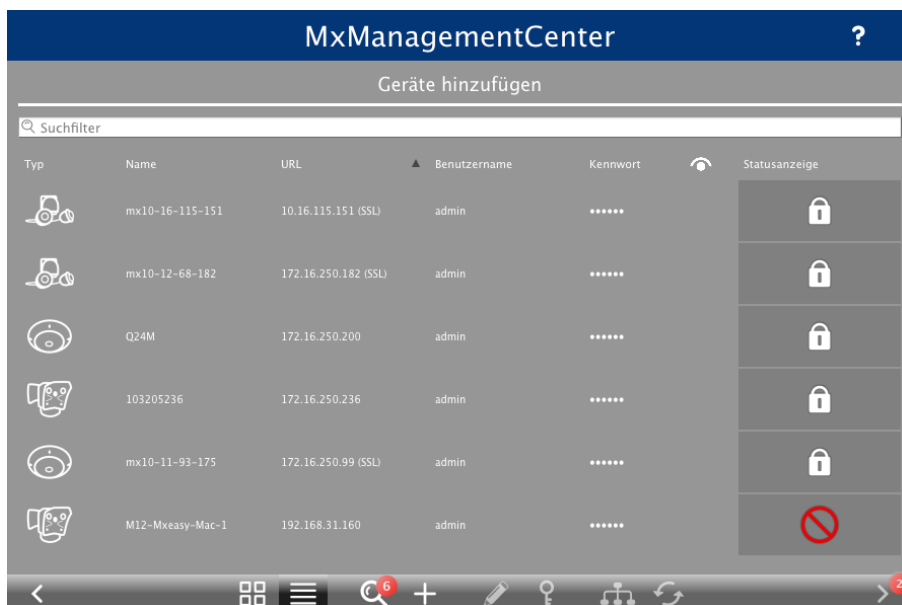 MxManagementCenter ?
Geräte hinzufügen
Suchfilter
Typ Name URL Benutzername Kennwort Statusanzeige
mx10-16-115-151 10.16.115.151 (SSL) admin ••••••
mx10-12-68-182 172.16.250.182 (SSL) admin ••••••
Q24M 172.16.250.200 admin ••••••
103205236 172.16.250.236 admin ••••••
mx10-11-93-175 172.16.250.99 (SSL) admin ••••••
M12-Mxeasy-Mac-1 192.168.31.160 admin ••••••
6 2